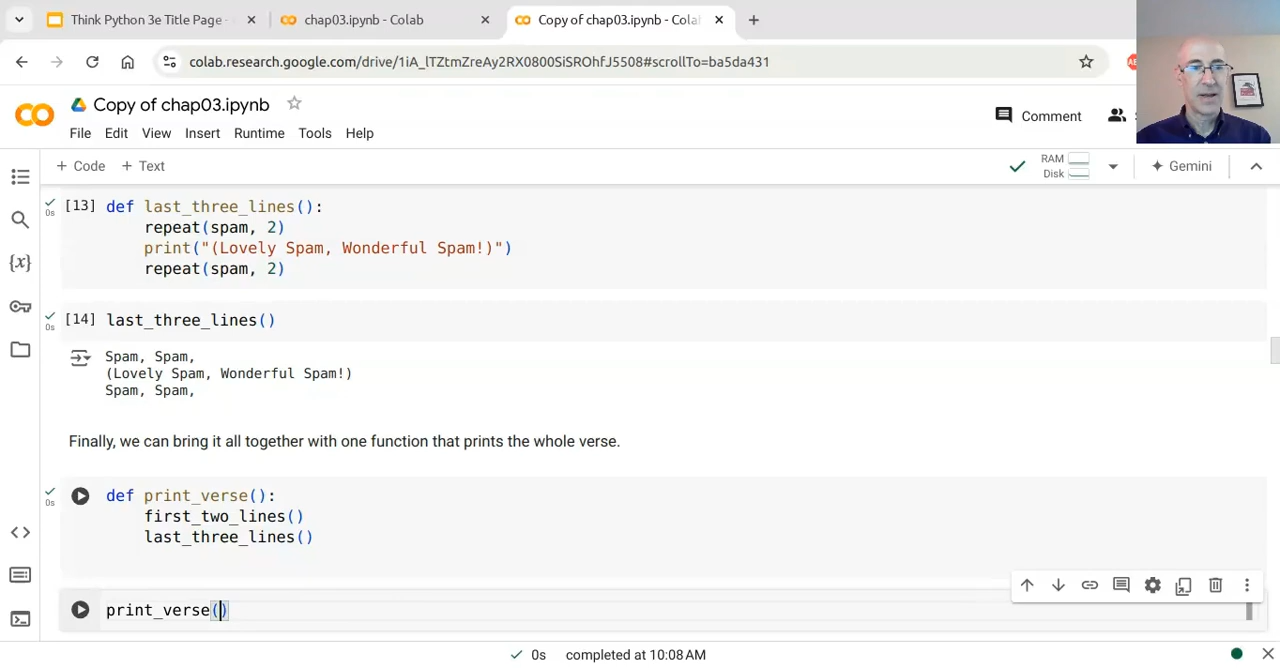 Think Python 3e Title Page -
chap03.ipynb - Colab
Copy of chap03.ipynb - Cola
colab.research.google.com/drive/1iA_lTZtmZreAy2RX0800SiSROhfJ5508#scrollTo=ba5da431
Copy of chap03.ipynb
File Edit View Insert Runtime Tools Help
Comment
+ Code + Text
RAM
Disk
Gemini
[13] def last_three_lines():
repeat(spam, 2)
print("(Lovely Spam, Wonderful Spam!)")
repeat(spam, 2)
0s
[14] last_three_lines()
0s
Spam, Spam,
(Lovely Spam, Wonderful Spam!)
Spam, Spam,
Finally, we can bring it all together with one function that prints the whole verse.
def print_verse():
0s
first_two_lines()
last_three_lines()
print_verse()
0s completed at 10:08 AM